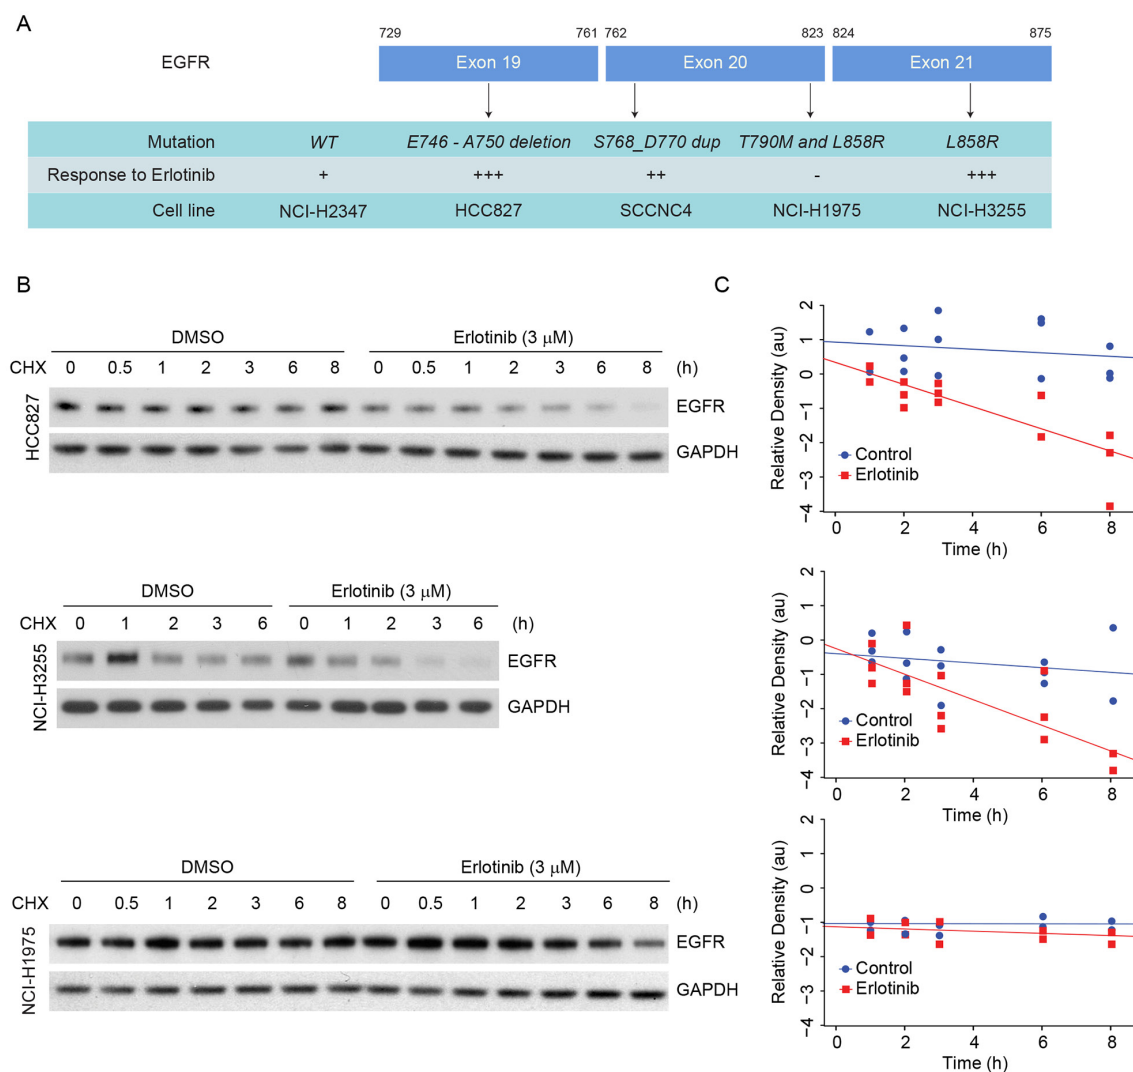 A
729 761 762 823 824 875
EGFR Exon 19 Exon 20 Exon 21
Mutation WT E746 - A750 deletion S768_D770 dup T790M and L858R L858R
Response to Erlotinib + +++ ++ - +++
Cell line NCI-H2347 HCC827 SCCNC4 NCI-H1975 NCI-H3255
B
DMSO Erlotinib (3 μM)
CHX 0 0.5 1 2 3 6 8 0 0.5 1 2 3 6 8 (h)
HCC827
EGFR
GAPDH
DMSO Erlotinib (3 μM)
CHX 0 1 2 3 6 0 1 2 3 6 (h)
NCI-H3255
EGFR
GAPDH
DMSO Erlotinib (3 μM)
CHX 0 0.5 1 2 3 6 8 0 0.5 1 2 3 6 8 (h)
NCI-H1975
EGFR
GAPDH
C
Relative Density (au)
2
1
0
−1
−2
−3
−4
Control
Erlotinib
0 2 4 6 8
Time (h)
Relative Density (au)
2
1
0
−1
−2
−3
−4
Control
Erlotinib
0 2 4 6 8
Time (h)
Relative Density (au)
2
1
0
−1
−2
−3
−4
Control
Erlotinib
0 2 4 6 8
Time (h)